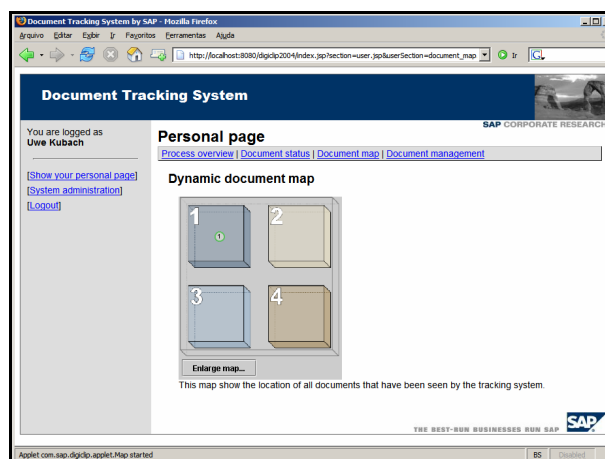 Document Tracking System by SAP - Mozilla Firefox
Arquivo Editar Exibir Ir Favoritos Ferramentas Ajuda
http://localhost:8080/digiclip2004/index.jsp?section=user.jsp&userSection=document_map Ir G
Document Tracking System
SAP CORPORATE RESEARCH
You are logged as
Uwe Kubach
[Show your personal page]
[System administration]
[Logout]
Personal page
Process overview | Document status | Document map | Document management
Dynamic document map
1 2
1
3 4
Enlarge map...
This map show the location of all documents that have been seen by the tracking system.
THE BEST-RUN BUSINESSES RUN SAP SAP
Applet com.sap.digiclip.applet.Map started BS Disabled